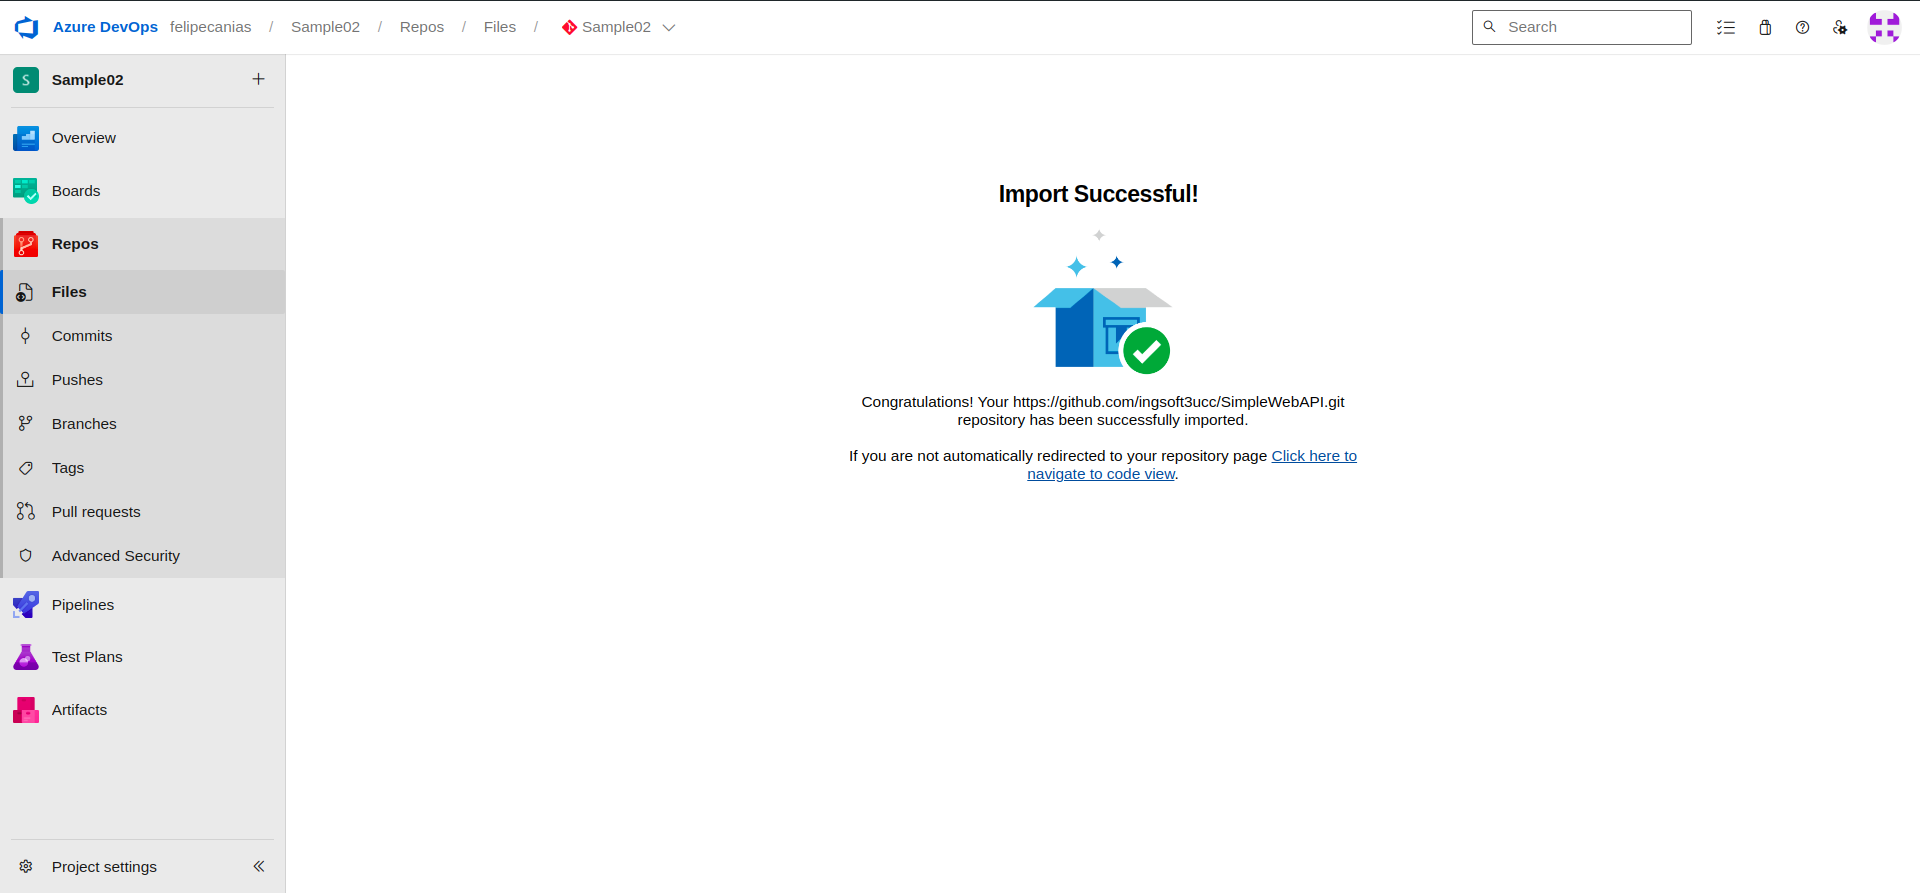 Azure DevOps felipecanias / Sample02 / Repos / Files / Sample02
Search
S Sample02
Overview
Boards
Repos
Files
Commits
Pushes
Branches
Tags
Pull requests
Advanced Security
Pipelines
Test Plans
Artifacts
Project settings
Import Successful!
Congratulations! Your https://github.com/ingsoft3ucc/SimpleWebAPI.git
repository has been successfully imported.
If you are not automatically redirected to your repository page Click here to
navigate to code view.